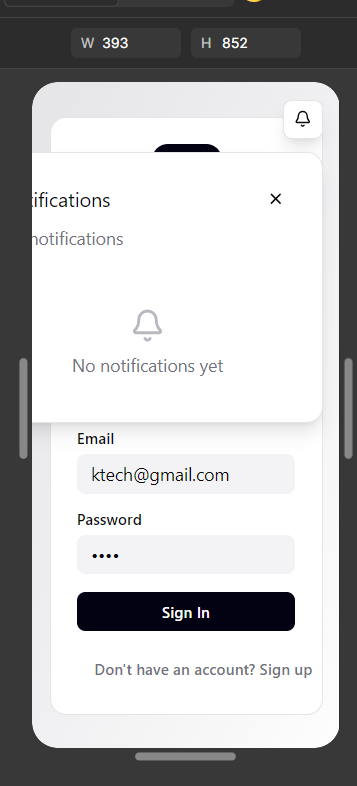 W 393 H 852
ifications
notifications
No notifications yet
Email
ktech@gmail.com
Password
Sign In
Don't have an account? Sign up